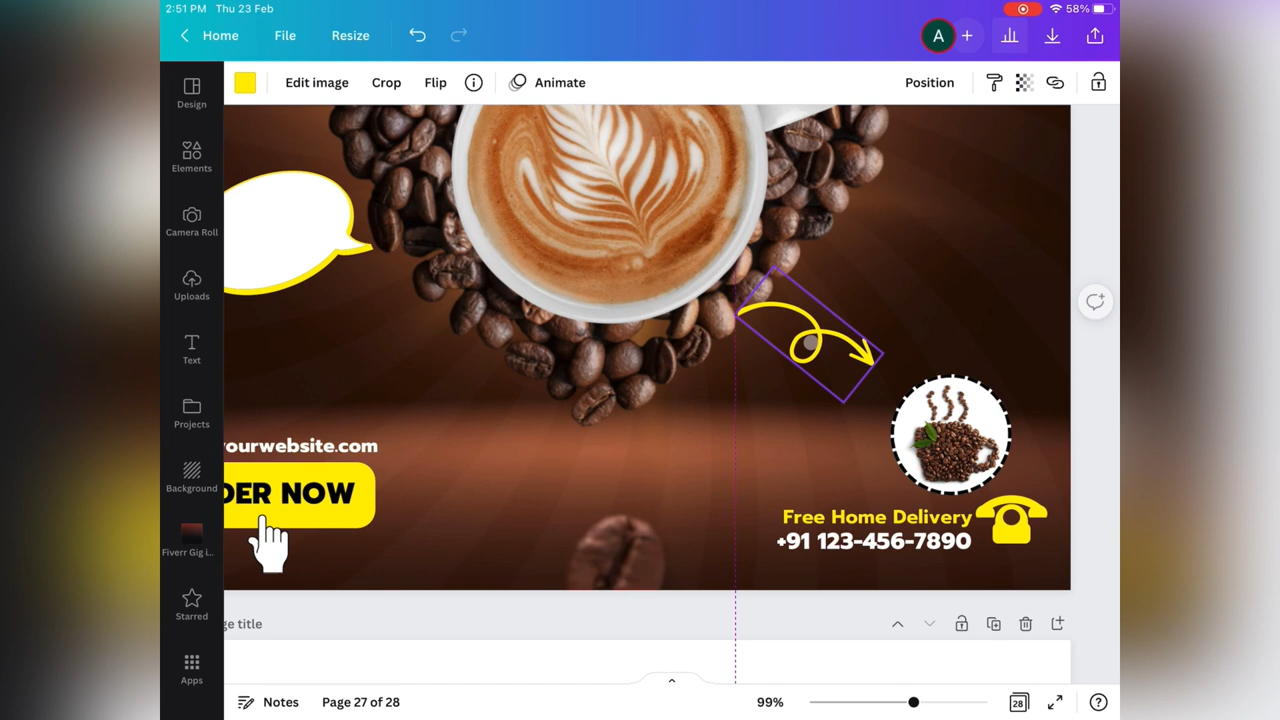 2:51 PM Thu 23 Feb
58%
Home File Resize
A
Edit image Crop Flip Animate Position
Design
Elements
Camera Roll
Uploads
Text
Projects
Background
Fiverr Gig i...
Starred
Apps
yourwebsite.com
DER NOW
Free Home Delivery
+91 123-456-7890
ge title
Notes Page 27 of 28 99% 28